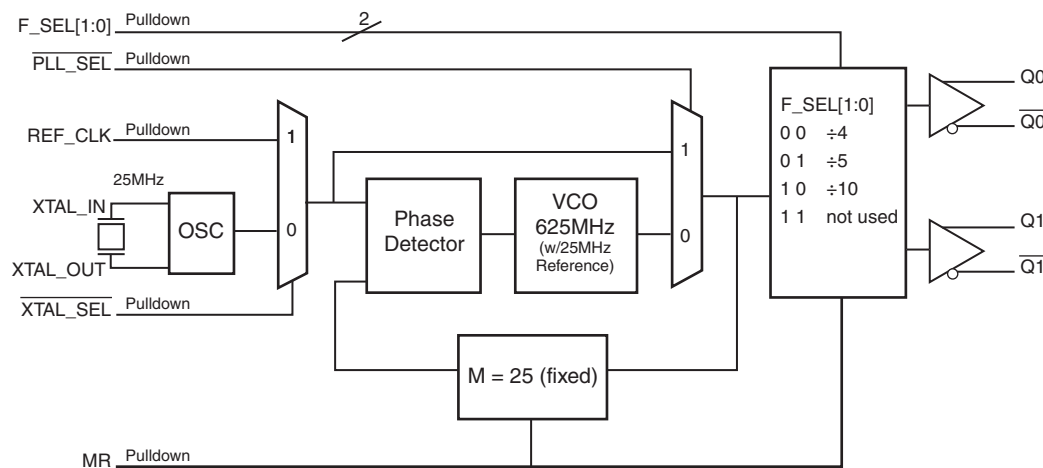 F_SEL[1:0] Pulldown
2
PLL_SEL Pulldown
REF_CLK Pulldown
25MHz
XTAL_IN
OSC
XTAL_OUT
XTAL_SEL Pulldown
1
0
Phase
Detector
VCO
625MHz
(w/25MHz
Reference)
1
0
M = 25 (fixed)
MR Pulldown
F_SEL[1:0]
0 0 ÷4
0 1 ÷5
1 0 ÷10
1 1 not used
Q0
Q0
Q1
Q1